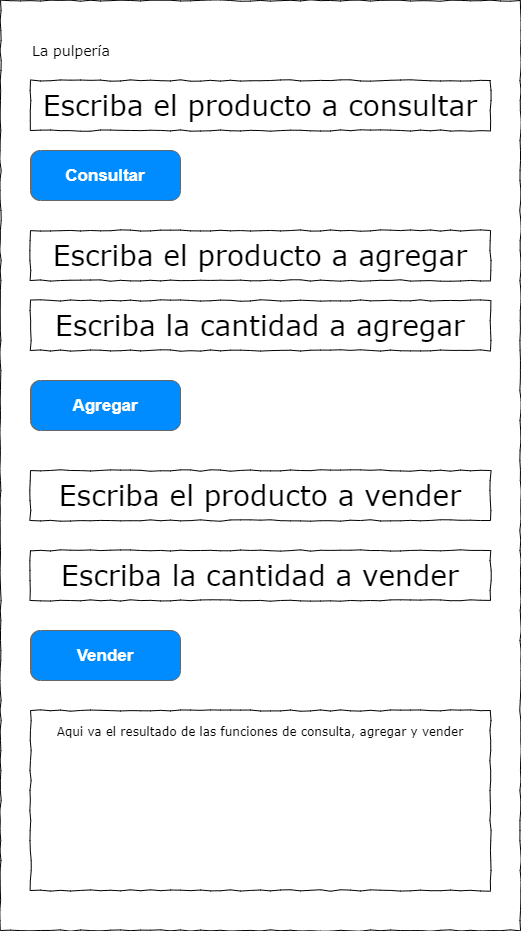 La pulpería
Escriba el producto a consultar
Consultar
Escriba el producto a agregar
Escriba la cantidad a agregar
Agregar
Escriba el producto a vender
Escriba la cantidad a vender
Vender
Aqui va el resultado de las funciones de consulta, agregar y vender